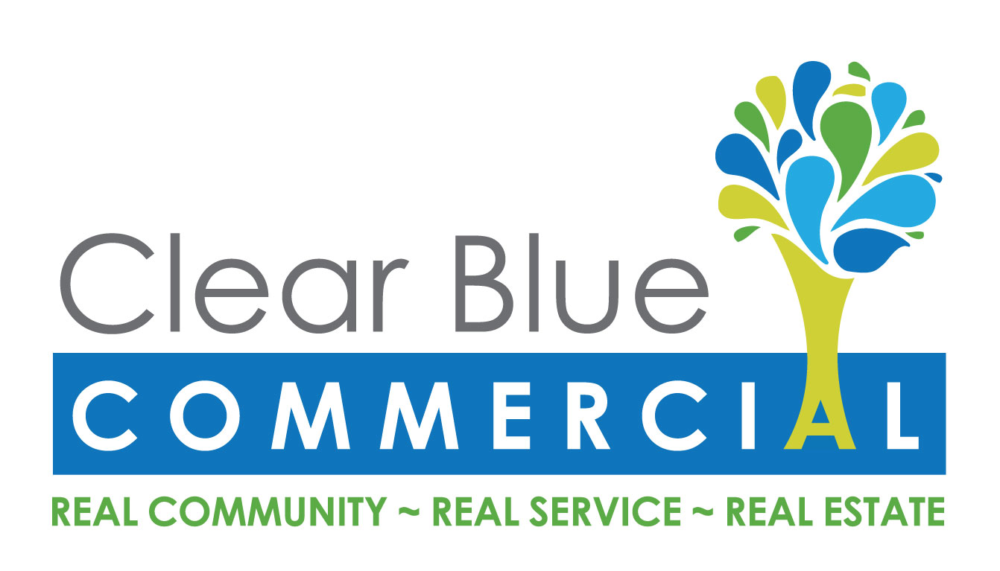 Clear Blue
COMMERCIAL
REAL COMMUNITY ~ REAL SERVICE ~ REAL ESTATE